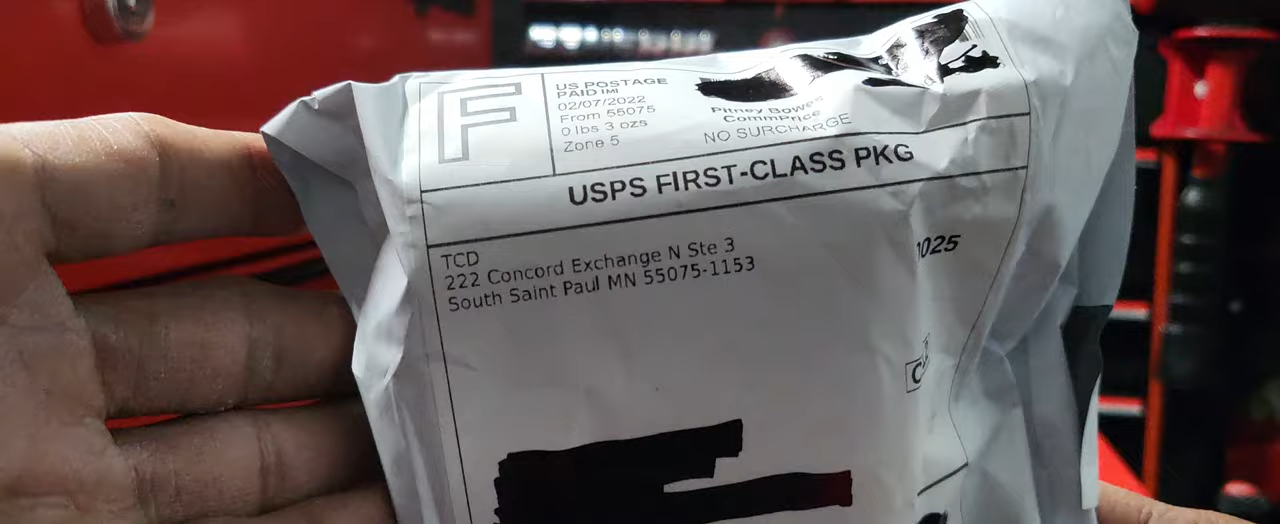 F
US POSTAGE
PAID IMI
02/07/2022
From 55075
0 lbs 3 ozs
Zone 5
Pitney Bowes
CommPrice
NO SURCHARGE
USPS FIRST-CLASS PKG
TCD
222 Concord Exchange N Ste 3
South Saint Paul MN 55075-1153
025